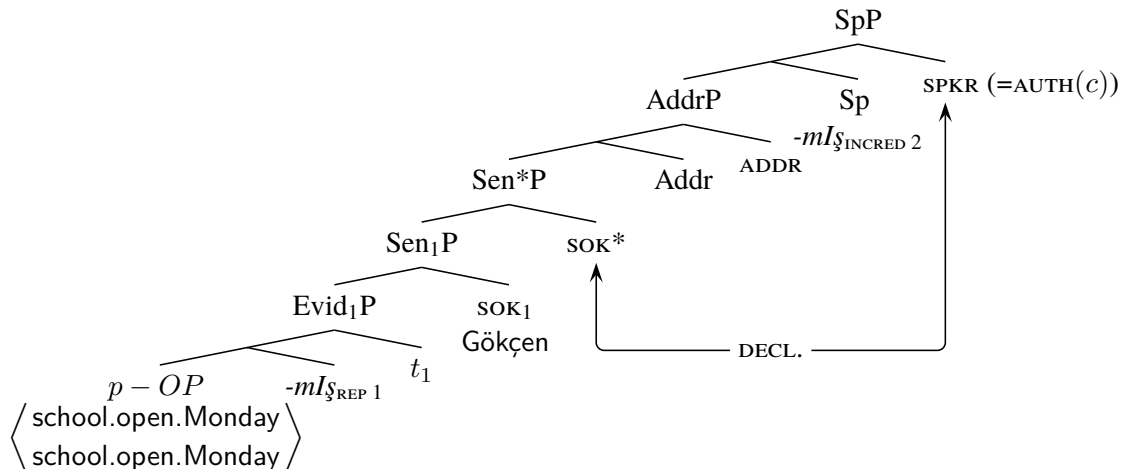 SpP
AddrP Sp SPKR (=AUTH(c))
-mIş INCRED 2
Sen*P Addr ADDR
Sen₁P SOK*
Evid₁P SOK₁
Gökçen
DECL.
p − OP -mIş REP 1 t₁
⟨school.open.Monday
school.open.Monday⟩